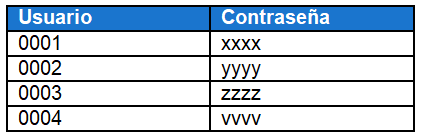 Usuario Contraseña
0001 xxxx
0002 yyyy
0003 zzzz
0004 vvvv